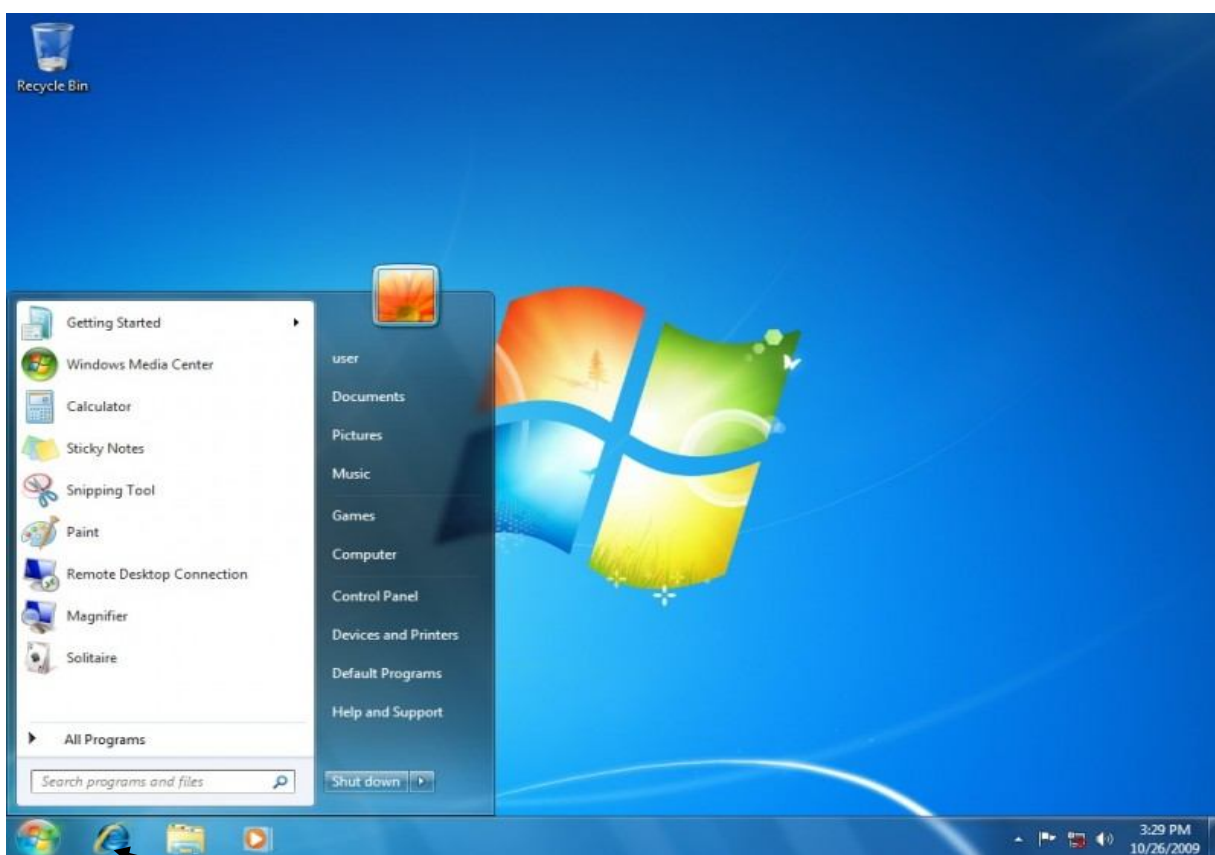 Recycle Bin
Getting Started
Windows Media Center
Calculator
Sticky Notes
Snipping Tool
Paint
Remote Desktop Connection
Magnifier
Solitaire
All Programs
Search programs and files
user
Documents
Pictures
Music
Games
Computer
Control Panel
Devices and Printers
Default Programs
Help and Support
Shut down
3:29 PM
10/26/2009